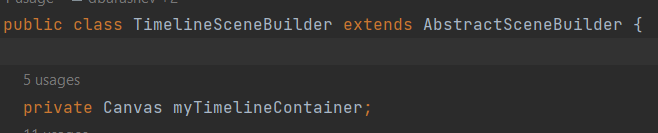 public class TimelineSceneBuilder extends AbstractSceneBuilder {
5 usages
private Canvas myTimelineContainer;